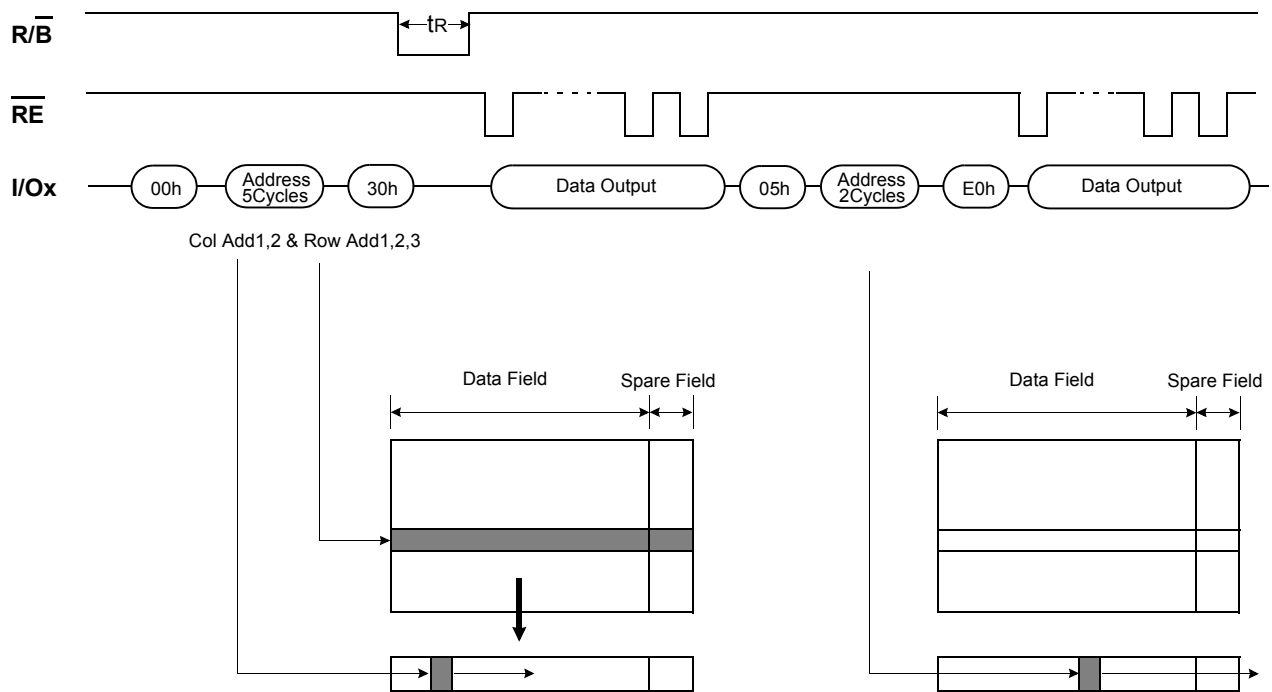 R/B
tR
RE
I/Ox
00h
Address
5Cycles
30h
Data Output
05h
Address
2Cycles
E0h
Data Output
Col Add1,2 & Row Add1,2,3
Data Field
Spare Field
Data Field
Spare Field